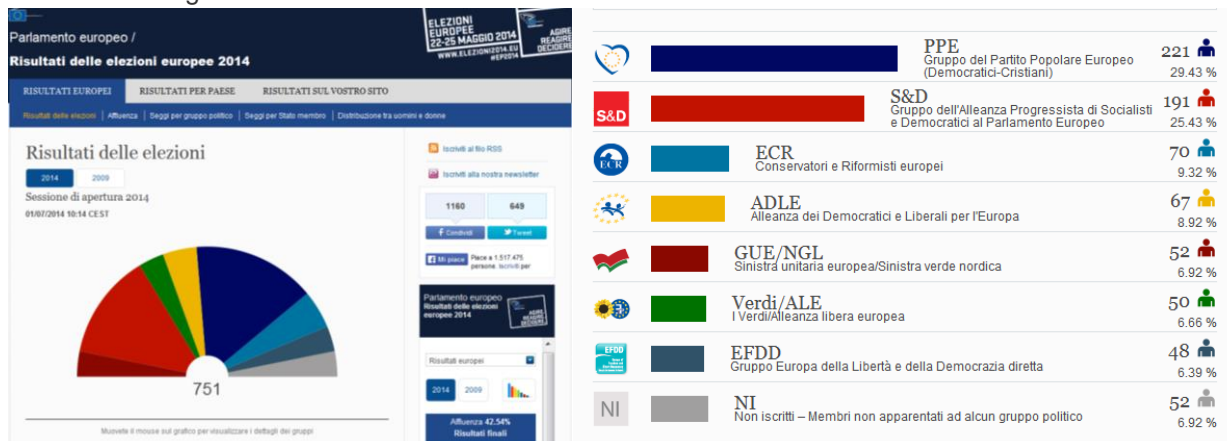 Parlamento europeo /
Risultati delle elezioni europee 2014
ELEZIONI
EUROPEE
22-25 MAGGIO 2014
WWW.ELEZIONI2014.EU
#EP2014
AGIRE
REAGIRE
DECIDERE
RISULTATI EUROPEI RISULTATI PER PAESE RISULTATI SUL VOSTRO SITO
Risultati delle elezioni | Affluenza | Seggi per gruppo politico | Seggi per Stato membro | Distribuzione tra uomini e donne
Risultati delle elezioni
2014 2009
Sessione di apertura 2014
01/07/2014 10:14 CEST
751
Muovete il mouse sul grafico per visualizzare i dettagli dei gruppi
Iscriviti al filo RSS
Iscriviti alla nostra newsletter
1160 649
Condividi Tweet
Mi piace Piace a 1.517.475
persone. Iscriviti per
Parlamento europeo
Risultati delle elezioni
europee 2014
AGIRE
REAGIRE
DECIDERE
Risultati europei
2014 2009
Affluenza 42.54%
Risultati finali
PPE
Gruppo del Partito Popolare Europeo
(Democratici-Cristiani)
221
29.43 %
S&D
S&D
Gruppo dell'Alleanza Progressista di Socialisti
e Democratici al Parlamento Europeo
191
25.43 %
ECR
ECR
Conservatori e Riformisti europei
70
9.32 %
ADLE
Alleanza dei Democratici e Liberali per l'Europa
67
8.92 %
GUE/NGL
Sinistra unitaria europea/Sinistra verde nordica
52
6.92 %
Verdi/ALE
I Verdi/Alleanza libera europea
50
6.66 %
EFDD
EFDD
Gruppo Europa della Libertà e della Democrazia diretta
48
6.39 %
NI
NI
Non iscritti – Membri non apparentati ad alcun gruppo politico
52
6.92 %